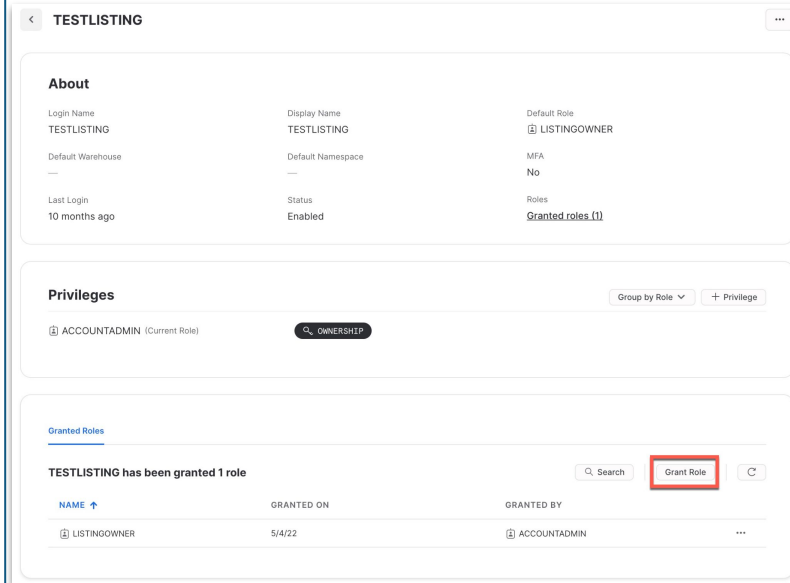 TESTLISTING
About
Login Name Display Name Default Role
TESTLISTING TESTLISTING LISTINGOWNER
Default Warehouse Default Namespace MFA
— — No
Last Login Status Roles
10 months ago Enabled Granted roles (1)
Privileges Group by Role + Privilege
ACCOUNTADMIN (Current Role) OWNERSHIP
Granted Roles
TESTLISTING has been granted 1 role Search Grant Role
NAME GRANTED ON GRANTED BY
LISTINGOWNER 5/4/22 ACCOUNTADMIN